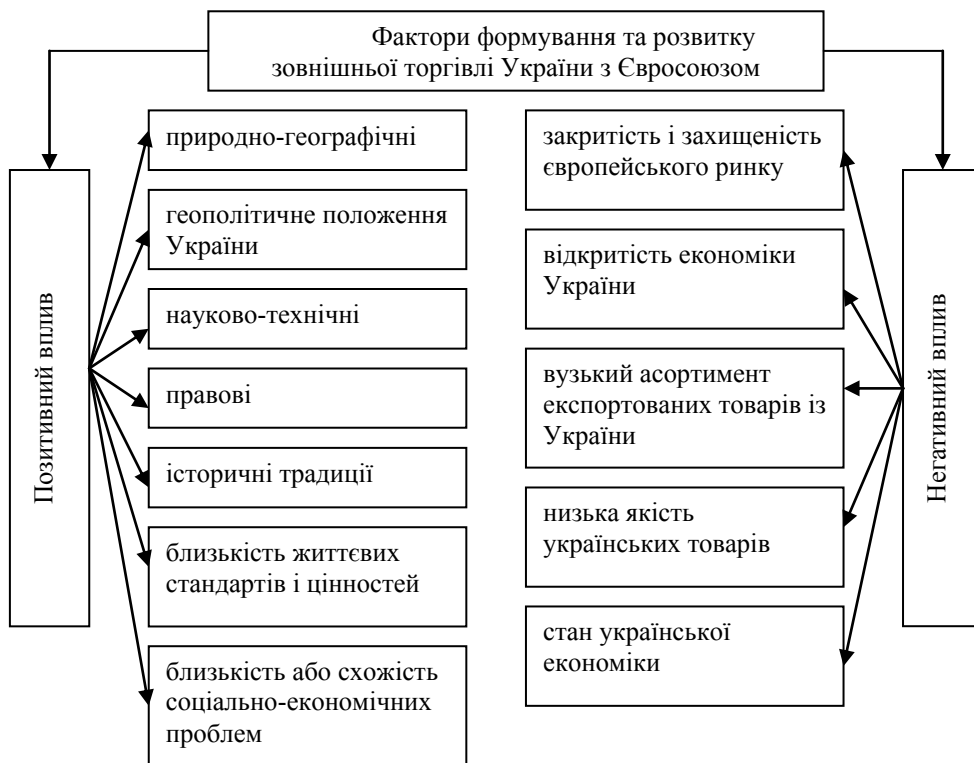 Фактори формування та розвитку
зовнішньої торгівлі України з Євросоюзом
Позитивний вплив
природно-географічні
геополітичне положення
України
науково-технічні
правові
історичні традиції
близькість життєвих
стандартів і цінностей
близькість або схожість
соціально-економічних
проблем
закритість і захищеність
європейського ринку
відкритість економіки
України
вузький асортимент
експортованих товарів із
України
низька якість
українських товарів
стан української
економіки
Негативний вплив